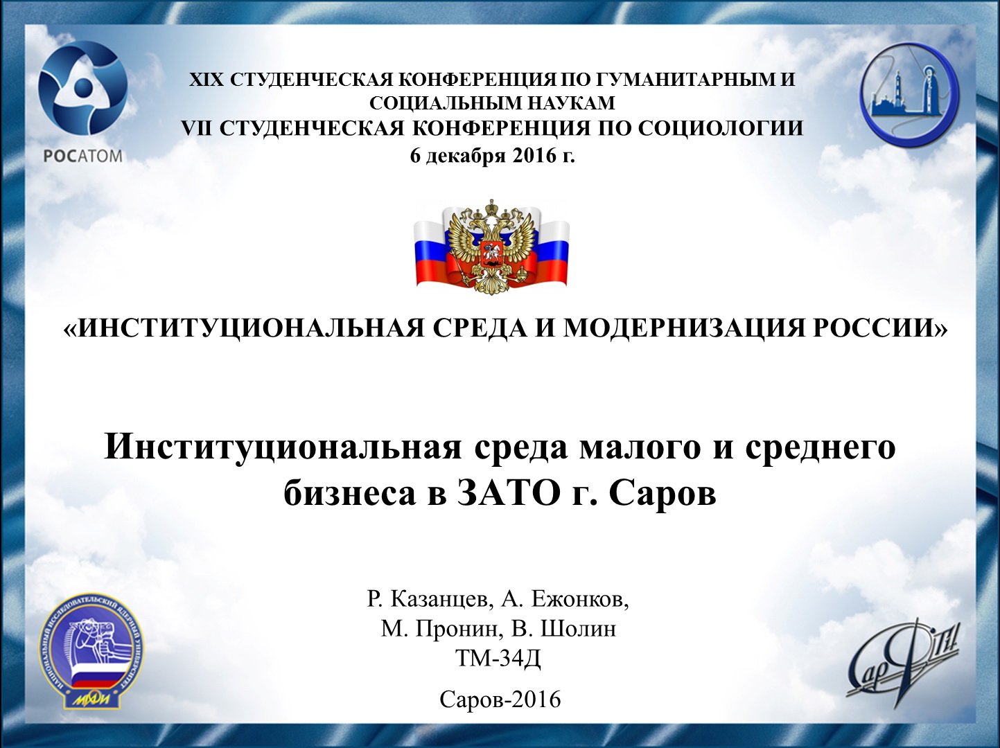 РОСАТОМ
XIX СТУДЕНЧЕСКАЯ КОНФЕРЕНЦИЯ ПО ГУМАНИТАРНЫМ И
СОЦИАЛЬНЫМ НАУКАМ
VII СТУДЕНЧЕСКАЯ КОНФЕРЕНЦИЯ ПО СОЦИОЛОГИИ
6 декабря 2016 г.
«ИНСТИТУЦИОНАЛЬНАЯ СРЕДА И МОДЕРНИЗАЦИЯ РОССИИ»
Институциональная среда малого и среднего
бизнеса в ЗАТО г. Саров
Р. Казанцев, А. Ежонков,
М. Пронин, В. Шолин
ТМ-34Д
Саров-2016
НАЦИОНАЛЬНЫЙ ИССЛЕДОВАТЕЛЬСКИЙ ЯДЕРНЫЙ УНИВЕРСИТЕТ
МИФИ
СарФТИ